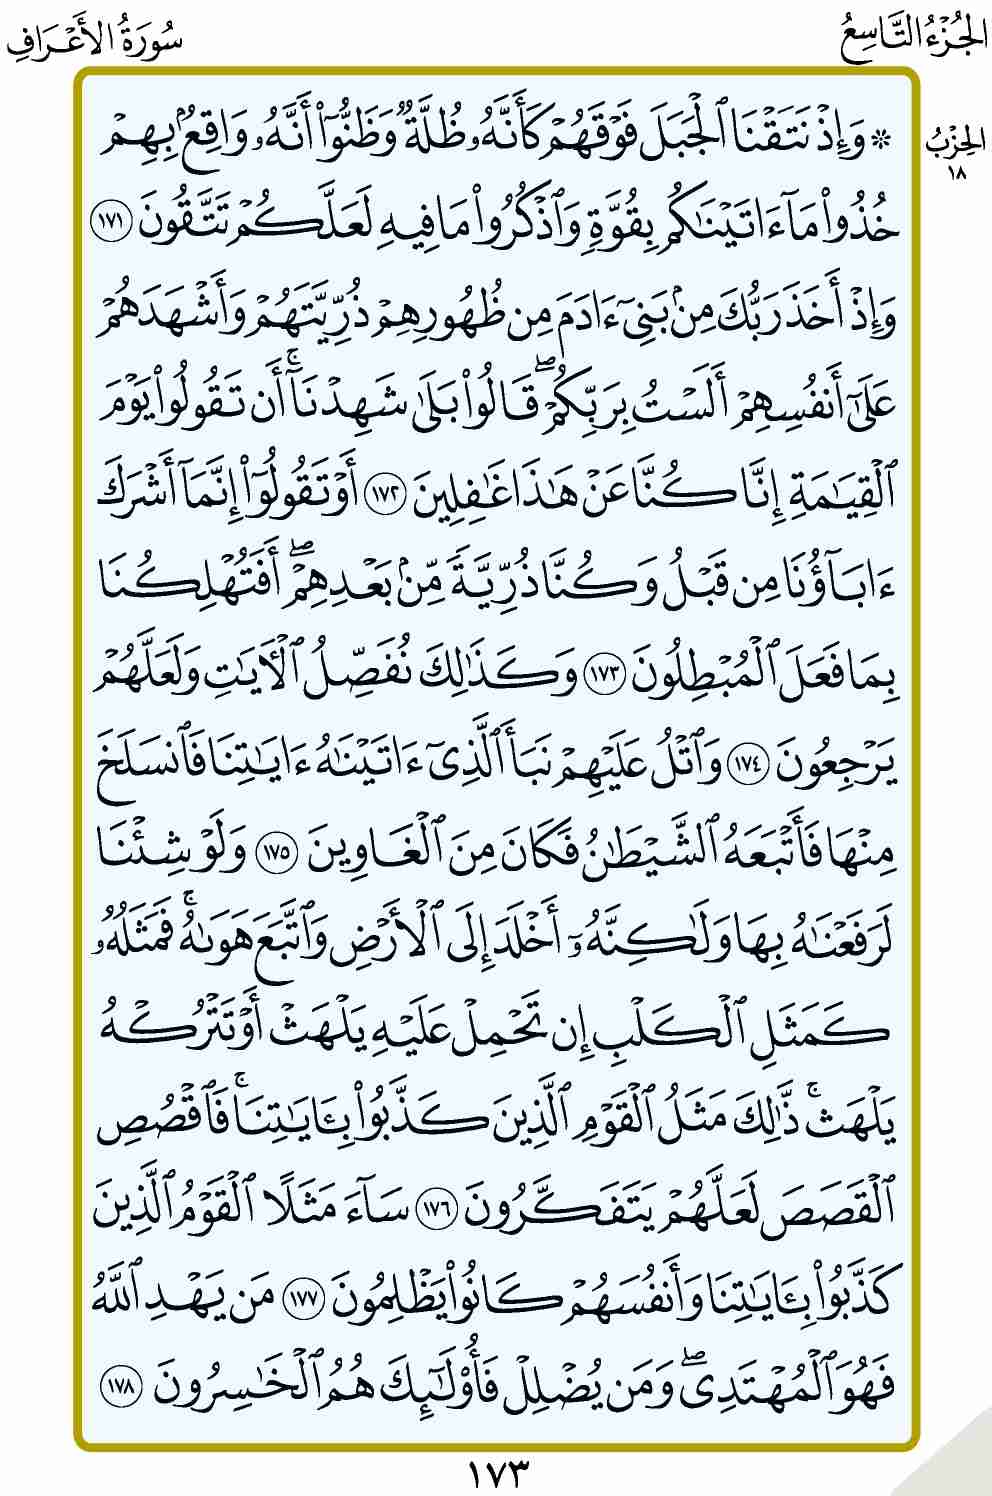 الجُزْءُ التَّاسِعُ
سُورَةُ الأَعْرَافِ
الحِزْبُ
١٨
۞ وَإِذْ نَتَقْنَا ٱلْجَبَلَ فَوْقَهُمْ كَأَنَّهُۥ ظُلَّةٌ وَظَنُّوٓا۟ أَنَّهُۥ وَاقِعٌۢ بِهِمْ
خُذُوا۟ مَآ ءَاتَيْنَـٰكُم بِقُوَّةٍ وَٱذْكُرُوا۟ مَا فِيهِ لَعَلَّكُمْ تَتَّقُونَ ١٧١
وَإِذْ أَخَذَ رَبُّكَ مِنۢ بَنِىٓ ءَادَمَ مِن ظُهُورِهِمْ ذُرِّيَّتَهُمْ وَأَشْهَدَهُمْ
عَلَىٰٓ أَنفُسِهِمْ أَلَسْتُ بِرَبِّكُمْ ۖ قَالُوا۟ بَلَىٰ شَهِدْنَآ ۚ أَن تَقُولُوا۟ يَوْمَ
ٱلْقِيَـٰمَةِ إِنَّا كُنَّا عَنْ هَـٰذَا غَـٰفِلِينَ ١٧٢ أَوْ تَقُولُوٓا۟ إِنَّمَآ أَشْرَكَ
ءَابَآؤُنَا مِن قَبْلُ وَكُنَّا ذُرِّيَّةً مِّنۢ بَعْدِهِمْ ۖ أَفَتُهْلِكُنَا
بِمَا فَعَلَ ٱلْمُبْطِلُونَ ١٧٣ وَكَذَٰلِكَ نُفَصِّلُ ٱلْـَٔايَـٰتِ وَلَعَلَّهُمْ
يَرْجِعُونَ ١٧٤ وَٱتْلُ عَلَيْهِمْ نَبَأَ ٱلَّذِىٓ ءَاتَيْنَـٰهُ ءَايَـٰتِنَا فَٱنسَلَخَ
مِنْهَا فَأَتْبَعَهُ ٱلشَّيْطَـٰنُ فَكَانَ مِنَ ٱلْغَاوِينَ ١٧٥ وَلَوْ شِئْنَا
لَرَفَعْنَـٰهُ بِهَا وَلَـٰكِنَّهُۥٓ أَخْلَدَ إِلَى ٱلْأَرْضِ وَٱتَّبَعَ هَوَىٰهُ ۚ فَمَثَلُهُۥ
كَمَثَلِ ٱلْكَلْبِ إِن تَحْمِلْ عَلَيْهِ يَلْهَثْ أَوْ تَتْرُكْهُ
يَلْهَث ۚ ذَّٰلِكَ مَثَلُ ٱلْقَوْمِ ٱلَّذِينَ كَذَّبُوا۟ بِـَٔايَـٰتِنَا ۚ فَٱقْصُصِ
ٱلْقَصَصَ لَعَلَّهُمْ يَتَفَكَّرُونَ ١٧٦ سَآءَ مَثَلًا ٱلْقَوْمُ ٱلَّذِينَ
كَذَّبُوا۟ بِـَٔايَـٰتِنَا وَأَنفُسَهُمْ كَانُوا۟ يَظْلِمُونَ ١٧٧ مَن يَهْدِ ٱللَّهُ
فَهُوَ ٱلْمُهْتَدِى ۖ وَمَن يُضْلِلْ فَأُو۟لَـٰٓئِكَ هُمُ ٱلْخَـٰسِرُونَ ١٧٨
١٧٣